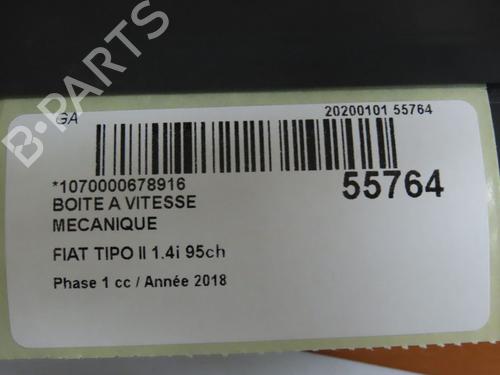 GA
20200101 55764
*1070000678916
55764
BOITE A VITESSE
MECANIQUE
FIAT TIPO II 1.4i 95ch
Phase 1 cc / Année 2018
B-PARTS